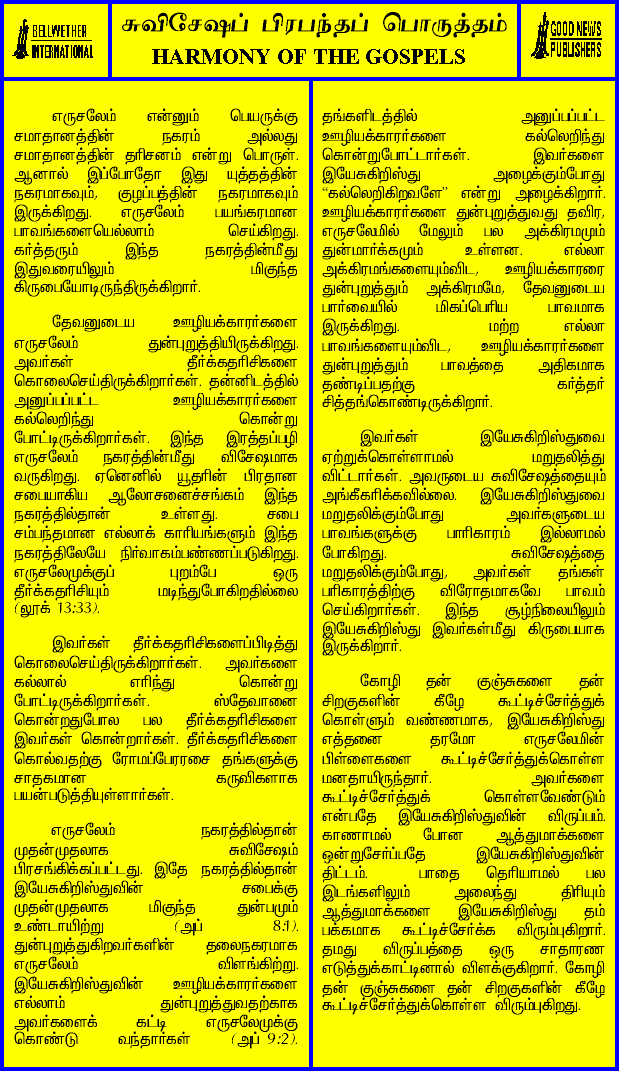 BELLWETHER
INTERNATIONAL
சுவிசேஷப் பிரபந்தப் பொருத்தம்
HARMONY OF THE GOSPELS
GOOD NEWS
PUBLISHERS
எருசலேம் என்னும் பெயருக்கு
சமாதானத்தின் நகரம் அல்லது
சமாதானத்தின் தரிசனம் என்று பொருள்.
ஆனால் இப்போதோ இது யுத்தத்தின்
நகரமாகவும், குழப்பத்தின் நகரமாகவும்
இருக்கிறது. எருசலேம் பயங்கரமான
பாவங்களையெல்லாம் செய்கிறது.
கர்த்தரும் இந்த நகரத்தின்மீது
இதுவரையிலும் மிகுந்த
கிருபையோடிருந்திருக்கிறார்.
தேவனுடைய ஊழியக்காரர்களை
எருசலேம் துன்புறுத்தியிருக்கிறது.
அவர்கள் தீர்க்கதரிசிகளை
கொலைசெய்திருக்கிறார்கள். தன்னிடத்தில்
அனுப்பப்பட்ட ஊழியக்காரர்களை
கல்லெறிந்து கொன்று
போட்டிருக்கிறார்கள். இந்த இரத்தப்பழி
எருசலேம் நகரத்தின்மீது விசேஷமாக
வருகிறது. ஏனெனில் யூதரின் பிரதான
சபையாகிய ஆலோசனைச்சங்கம் இந்த
நகரத்தில்தான் உள்ளது. சபை
சம்பந்தமான எல்லாக் காரியங்களும் இந்த
நகரத்திலேயே நிர்வாகம்பண்ணப்படுகிறது.
எருசலேமுக்குப் புறம்பே ஒரு
தீர்க்கதரிசியும் மடிந்துபோகிறதில்லை
(லூக் 13:33).
இவர்கள் தீர்க்கதரிசிகளைப்பிடித்து
கொலைசெய்திருக்கிறார்கள். அவர்களை
கல்லால் எரிந்து கொன்று
போட்டிருக்கிறார்கள். ஸ்தேவானை
கொன்றதுபோல பல தீர்க்கதரிசிகளை
இவர்கள் கொன்றார்கள். தீர்க்கதரிசிகளை
கொல்வதற்கு ரோமப்பேரரசை தங்களுக்கு
சாதகமான கருவிகளாக
பயன்படுத்தியுள்ளார்கள்.
எருசலேம் நகரத்தில்தான்
முதன்முதலாக சுவிசேஷம்
பிரசங்கிக்கப்பட்டது. இதே நகரத்தில்தான்
இயேசுகிறிஸ்துவின் சபைக்கு
முதன்முதலாக மிகுந்த துன்பமும்
உண்டாயிற்று (அப் 8:1).
துன்புறுத்துகிறவர்களின் தலைநகரமாக
எருசலேம் விளங்கிற்று.
இயேசுகிறிஸ்துவின் ஊழியக்காரர்களை
எல்லாம் துன்புறுத்துவதற்காக
அவர்களைக் கட்டி எருசலேமுக்கு
கொண்டு வந்தார்கள் (அப் 9:2).
தங்களிடத்தில் அனுப்பப்பட்ட
ஊழியக்காரர்களை கல்லெறிந்து
கொன்றுபோட்டார்கள். இவர்களை
இயேசுகிறிஸ்து அழைக்கும்போது
"கல்லெறிகிறவளே" என்று அழைக்கிறார்.
ஊழியக்காரர்களை துன்புறுத்துவது தவிர,
எருசலேமில் மேலும் பல அக்கிரமமும்
துன்மார்க்கமும் உள்ளன. எல்லா
அக்கிரமங்களையும்விட, ஊழியக்காரரை
துன்புறுத்தும் அக்கிரமமே, தேவனுடைய
பார்வையில் மிகப்பெரிய பாவமாக
இருக்கிறது. மற்ற எல்லா
பாவங்களையும்விட, ஊழியக்காரர்களை
துன்புறுத்தும் பாவத்தை அதிகமாக
தண்டிப்பதற்கு கர்த்தர்
சித்தங்கொண்டிருக்கிறார்.
இவர்கள் இயேசுகிறிஸ்துவை
ஏற்றுக்கொள்ளாமல் மறுதலித்து
விட்டார்கள். அவருடைய சுவிசேஷத்தையும்
அங்கீகரிக்கவில்லை. இயேசுகிறிஸ்துவை
மறுதலிக்கும்போது அவர்களுடைய
பாவங்களுக்கு பாரிகாரம் இல்லாமல்
போகிறது. சுவிசேஷத்தை
மறுதலிக்கும்போது, அவர்கள் தங்கள்
பரிகாரத்திற்கு விரோதமாகவே பாவம்
செய்கிறார்கள். இந்த சூழ்நிலையிலும்
இயேசுகிறிஸ்து இவர்கள்மீது கிருபையாக
இருக்கிறார்.
கோழி தன் குஞ்சுகளை தன்
சிறகுகளின் கீழே கூட்டிச்சேர்த்துக்
கொள்ளும் வண்ணமாக, இயேசுகிறிஸ்து
எத்தனை தரமோ எருசலேமின்
பிள்ளைகளை கூட்டிச்சேர்த்துக்கொள்ள
மனதாயிருந்தார். அவர்களை
கூட்டிச்சேர்த்துக் கொள்ளவேண்டும்
என்பதே இயேசுகிறிஸ்துவின் விருப்பம்.
காணாமல் போன ஆத்துமாக்களை
ஒன்றுசேர்ப்பதே இயேசுகிறிஸ்துவின்
திட்டம். பாதை தெரியாமல் பல
இடங்களிலும் அலைந்து திரியும்
ஆத்துமாக்களை இயேசுகிறிஸ்து தம்
பக்கமாக கூட்டிச்சேர்க்க விரும்புகிறார்.
தமது விருப்பத்தை ஒரு சாதாரண
எடுத்துக்காட்டினால் விளக்குகிறார். கோழி
தன் குஞ்சுகளை தன் சிறகுகளின் கீழே
கூட்டிச்சேர்த்துக்கொள்ள விரும்புகிறது.